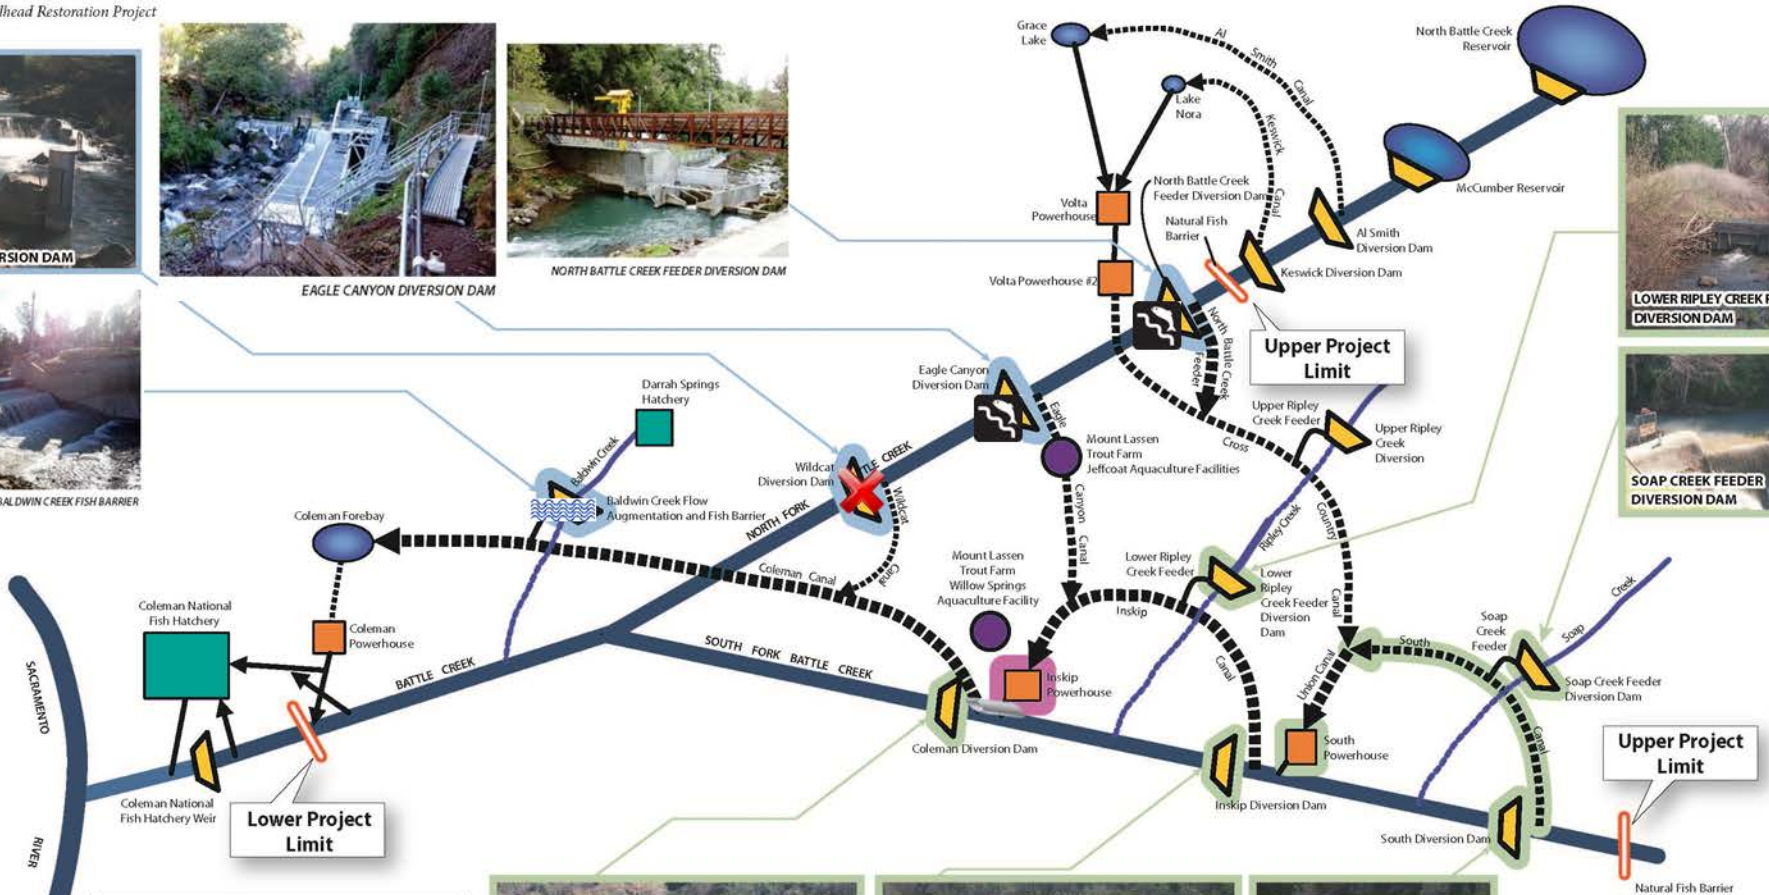 lhead Restoration Project
RSION DAM
EAGLE CANYON DIVERSION DAM
NORTH BATTLE CREEK FEEDER DIVERSION DAM
BALDWIN CREEK FISH BARRIER
Grace
Lake
Al
Smith
Canal
Lake
Nora
Keswick
Canal
North Battle Creek
Reservoir
McCumber Reservoir
Volta
Powerhouse
Volta Powerhouse #2
North Battle Creek
Feeder Diversion Dam
Natural Fish
Barrier
Al Smith
Diversion Dam
Keswick Diversion Dam
Upper Project
Limit
LOWER RIPLEY CREEK F
DIVERSION DAM
SOAP CREEK FEEDER
DIVERSION DAM
North Battle Creek
Feeder
Eagle Canyon
Diversion Dam
Eagle
Canyon
Canal
Mount Lassen
Trout Farm
Jeffcoat Aquaculture Facilities
Cross
Country
Canal
Upper Ripley
Creek Feeder
Upper Ripley
Creek
Diversion
Ripley Creek
Darrah Springs
Hatchery
Baldwin Creek
Baldwin Creek Flow
Augmentation and Fish Barrier
Wildcat
Diversion Dam
Wildcat
Canal
NORTH FORK
TTLE CREEK
Coleman Forebay
Coleman Canal
Mount Lassen
Trout Farm
Willow Springs
Aquaculture Facility
Lower Ripley
Creek Feeder
Lower
Ripley
Creek Feeder
Diversion
Dam
Inskip
Canal
Inskip
Powerhouse
Coleman National
Fish Hatchery
Coleman
Powerhouse
BATTLE CREEK
SOUTH FORK BATTLE CREEK
Coleman Diversion Dam
Union Canal
South
Powerhouse
South
Canal
Soap
Creek
Feeder
Soap
Creek
Soap Creek Feeder
Diversion Dam
Inskip Diversion Dam
South Diversion Dam
Upper Project
Limit
Natural Fish Barrier
SACRAMENTO
RIVER
Coleman National
Fish Hatchery Weir
Lower Project
Limit